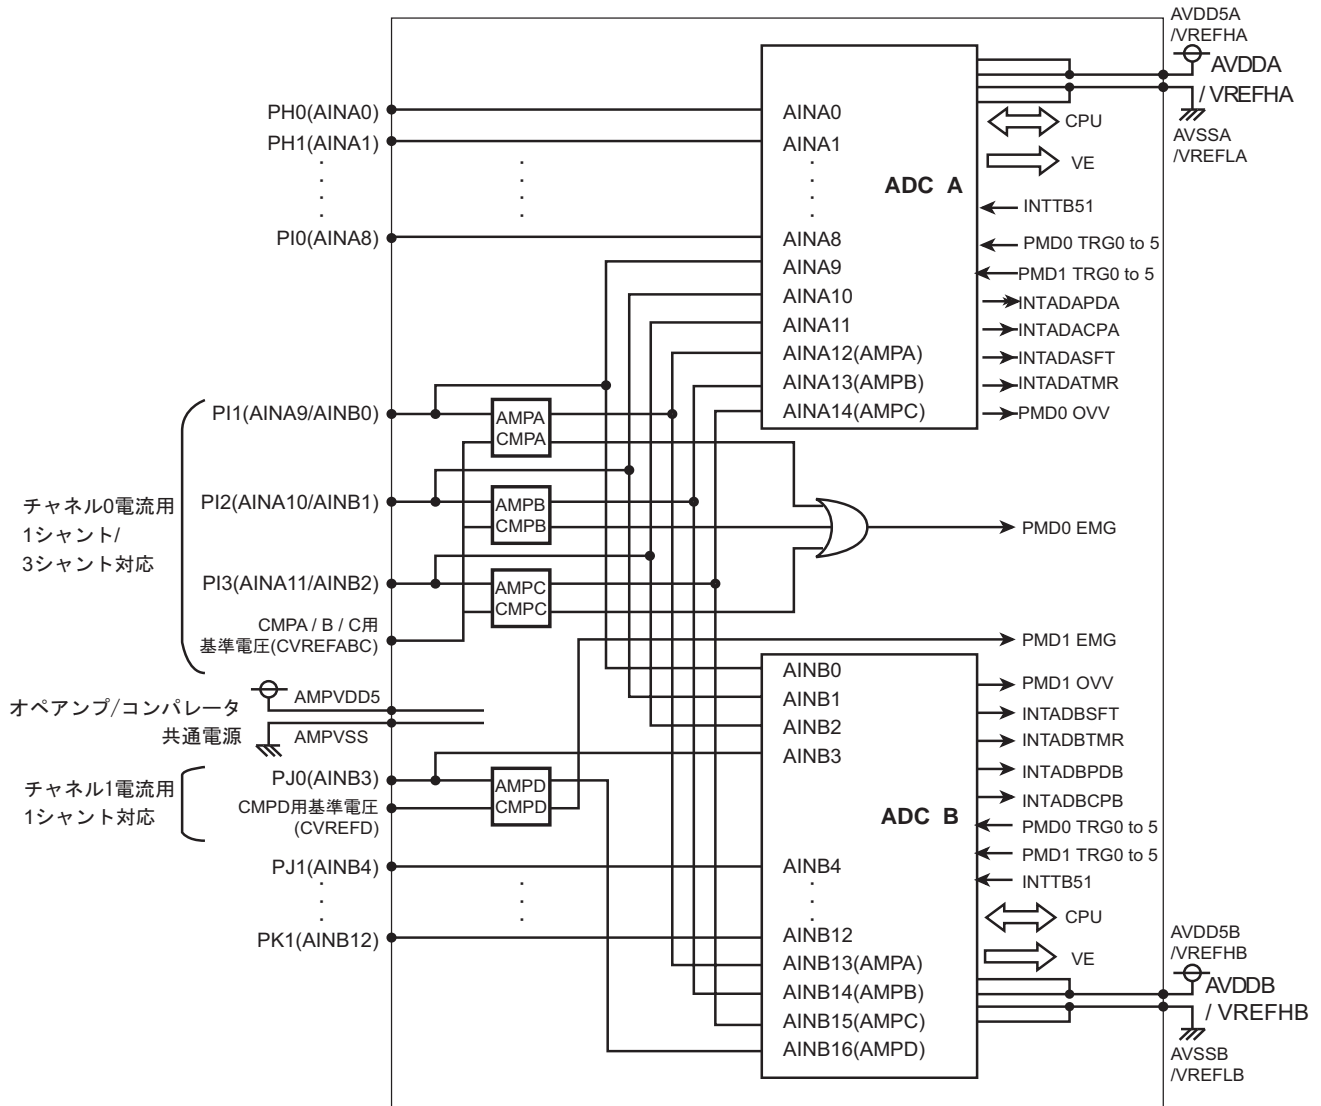 AVDD5A
/VREFHA
AVDDA
/ VREFHA
AVSSA
/VREFLA
PH0(AINA0)
PH1(AINA1)
PI0(AINA8)
AINA0
AINA1
ADC A
AINA8
AINA9
AINA10
AINA11
AINA12(AMPA)
AINA13(AMPB)
AINA14(AMPC)
CPU
VE
INTTB51
PMD0 TRG0 to 5
PMD1 TRG0 to 5
INTADAPDA
INTADACPA
INTADASFT
INTADATMR
PMD0 OVV
チャネル0電流用
1シャント/
3シャント対応
PI1(AINA9/AINB0)
AMPA
CMPA
PI2(AINA10/AINB1)
AMPB
CMPB
PI3(AINA11/AINB2)
AMPC
CMPC
CMPA / B / C用
基準電圧(CVREFABC)
PMD0 EMG
PMD1 EMG
オペアンプ/コンパレータ
共通電源
AMPVDD5
AMPVSS
チャネル1電流用
1シャント対応
PJ0(AINB3)
CMPD用基準電圧
(CVREFD)
AMPD
CMPD
PJ1(AINB4)
PK1(AINB12)
AINB0
AINB1
AINB2
AINB3
ADC B
AINB4
AINB12
AINB13(AMPA)
AINB14(AMPB)
AINB15(AMPC)
AINB16(AMPD)
PMD1 OVV
INTADBSFT
INTADBTMR
INTADBPDB
INTADBCPB
PMD0 TRG0 to 5
PMD1 TRG0 to 5
INTTB51
CPU
VE
AVDD5B
/VREFHB
AVDDB
/ VREFHB
AVSSB
/VREFLB